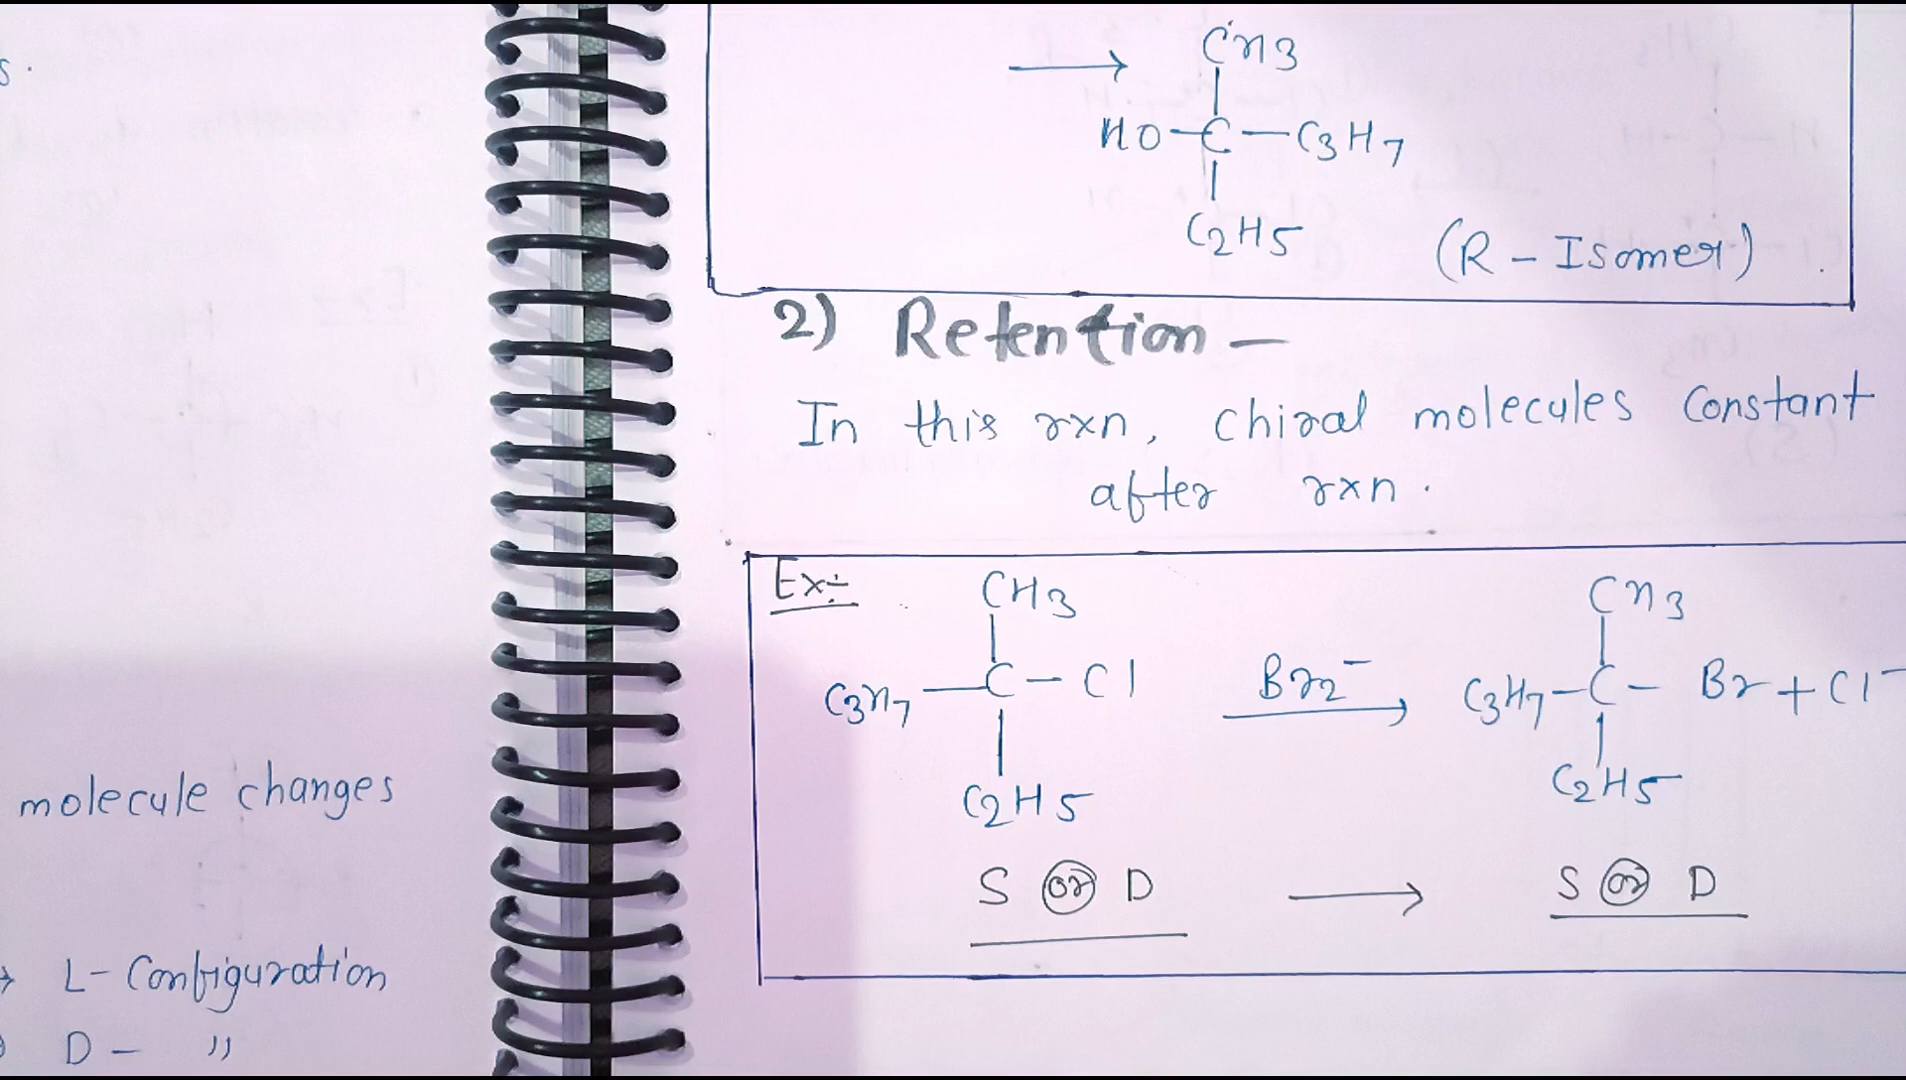 s.
molecule changes
→ L- Configuration
D - "
→ CH3
HO-C-C3H7
C2H5 (R - Isomer)
2) Retention -
In this rxn, chiral molecules constant
after rxn.
Ex:- CH3 CH3
C3H7-C-Cl Br2⁻→ C3H7-C- Br + Cl⁻
C2H5 C2H5
S or D → S or D